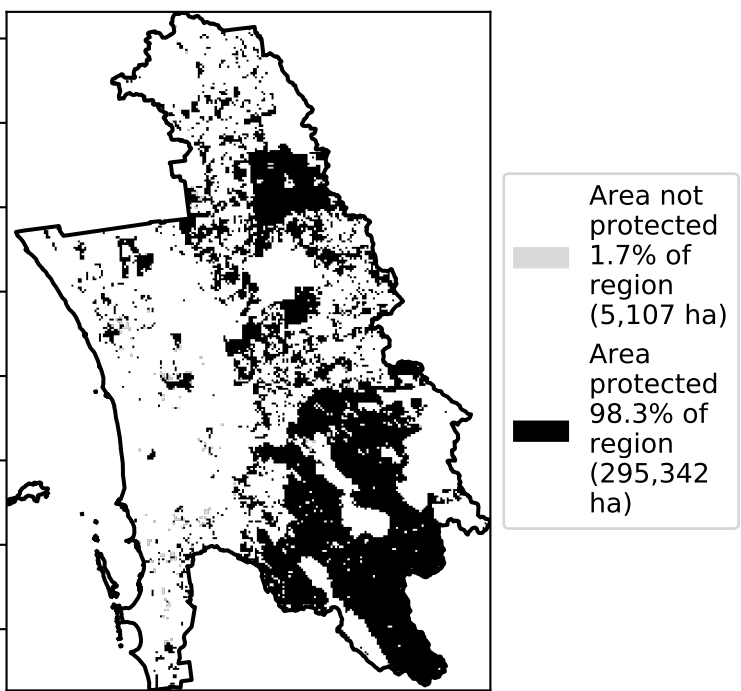 Area not
protected
1.7% of
region
(5,107 ha)
Area
protected
98.3% of
region
(295,342
ha)